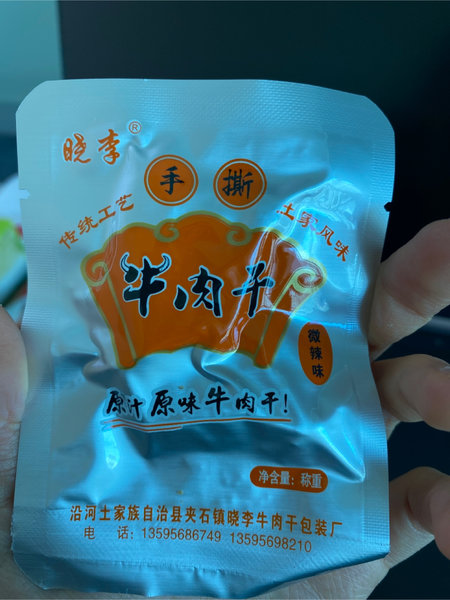 晓李®
手撕
传统工艺
土家风味
牛肉干
微辣味
原汁原味牛肉干!
净含量:称重
沿河土家族自治县夹石镇晓李牛肉干包装厂
电 话:13595686749 13595698210